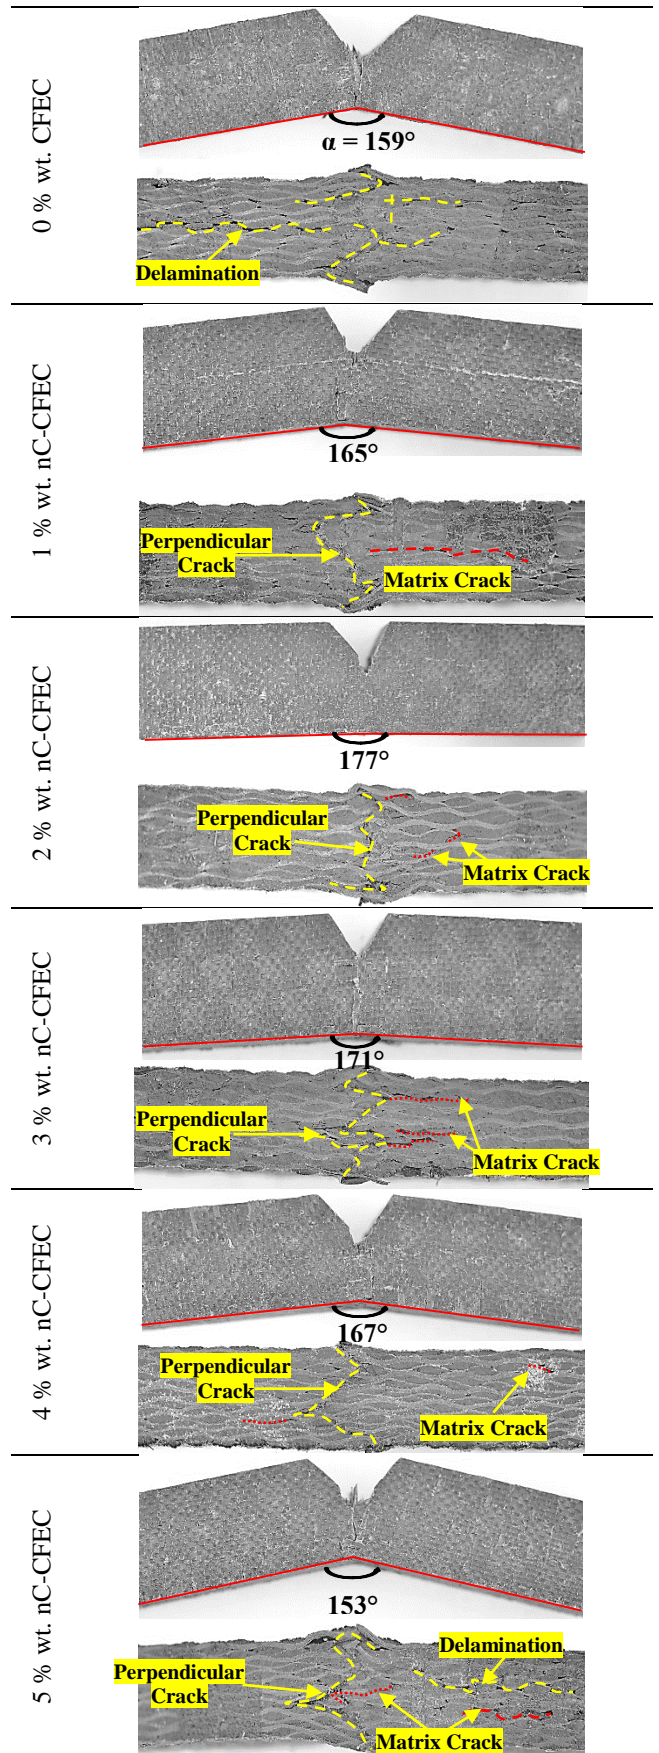 0 % wt. CFEC
α = 159°
Delamination
1 % wt. nC-CFEC
165°
Perpendicular
Crack
Matrix Crack
2 % wt. nC-CFEC
177°
Perpendicular
Crack
Matrix Crack
3 % wt. nC-CFEC
171°
Perpendicular
Crack
Matrix Crack
4 % wt. nC-CFEC
167°
Perpendicular
Crack
Matrix Crack
5 % wt. nC-CFEC
153°
Delamination
Perpendicular
Crack
Matrix Crack